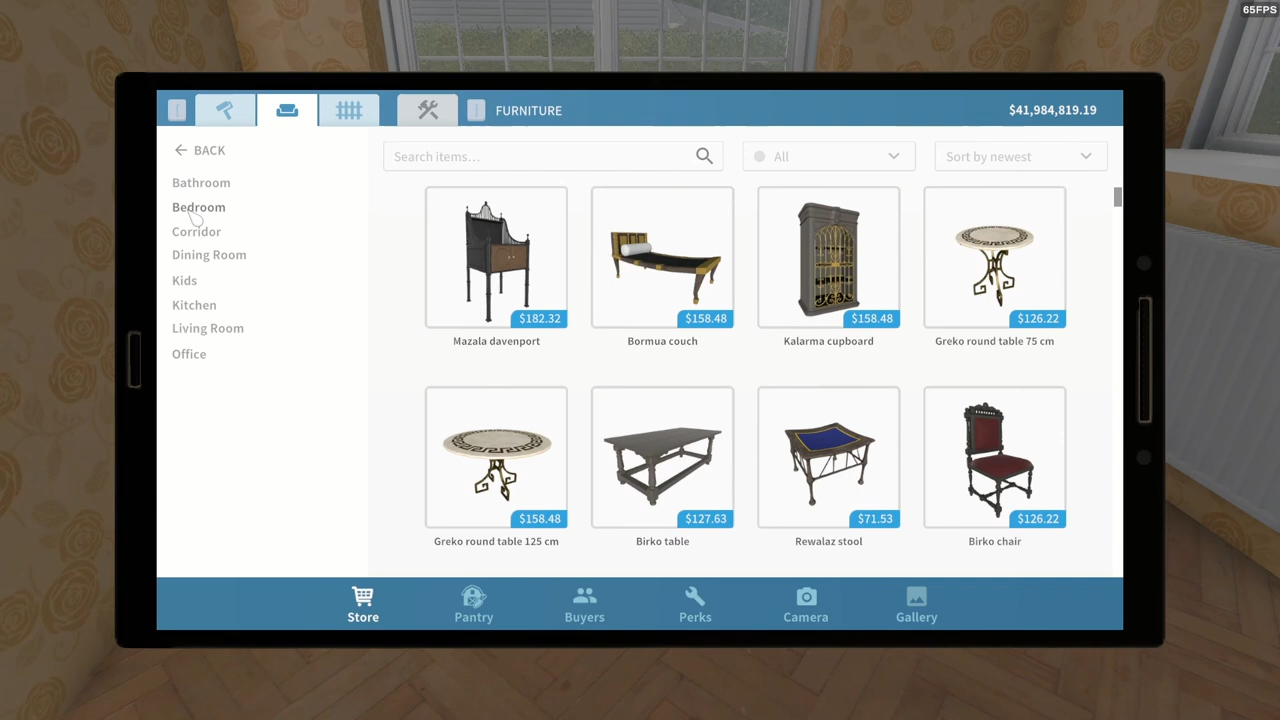 65FPS
FURNITURE
$41,984,819.19
BACK
Search items...
All
Sort by newest
Bathroom
Bedroom
Corridor
Dining Room
Kids
Kitchen
Living Room
Office
$182.32
$158.48
$158.48
$126.22
Mazala davenport
Bormua couch
Kalarma cupboard
Greko round table 75 cm
$158.48
$127.63
$71.53
$126.22
Greko round table 125 cm
Birko table
Rewalaz stool
Birko chair
Store
Pantry
Buyers
Perks
Camera
Gallery